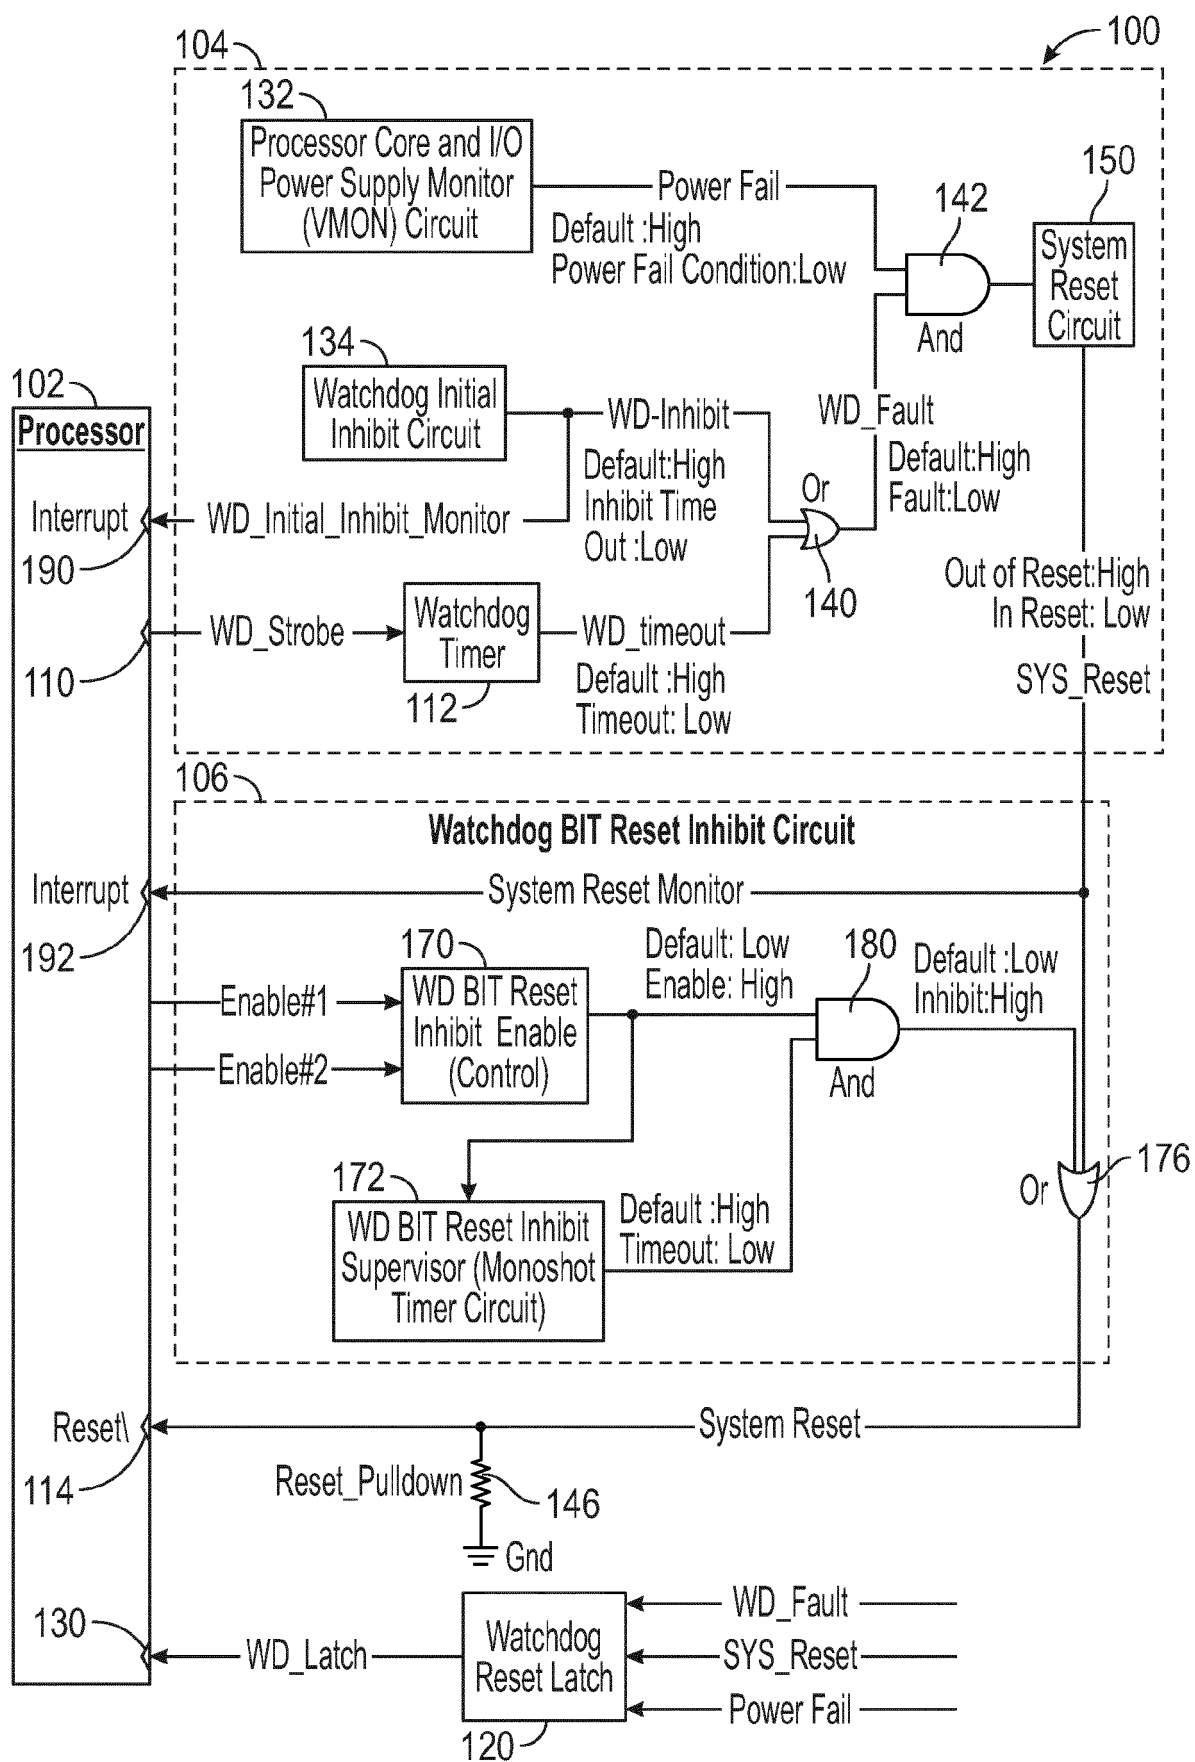 100
104
132
Processor Core and I/O
Power Supply Monitor
(VMON) Circuit
Power Fail
Default :High
Power Fail Condition:Low
142
And
150
System
Reset
Circuit
134
Watchdog Initial
Inhibit Circuit
WD-Inhibit
Default:High
Inhibit Time
Out :Low
WD_Fault
Default:High
Fault:Low
Or
140
102
Processor
Interrupt
190
WD_Initial_Inhibit_Monitor
110
WD_Strobe
Watchdog
Timer
112
WD_timeout
Default :High
Timeout: Low
Out of Reset:High
In Reset: Low
SYS_Reset
106
Watchdog BIT Reset Inhibit Circuit
Interrupt
192
System Reset Monitor
170
WD BIT Reset
Inhibit Enable
(Control)
Enable#1
Enable#2
Default: Low
Enable: High
180
And
Default :Low
Inhibit:High
172
WD BIT Reset Inhibit
Supervisor (Monoshot
Timer Circuit)
Default :High
Timeout: Low
Or
176
Reset\
114
System Reset
Reset_Pulldown
146
Gnd
130
WD_Latch
Watchdog
Reset Latch
120
WD_Fault
SYS_Reset
Power Fail